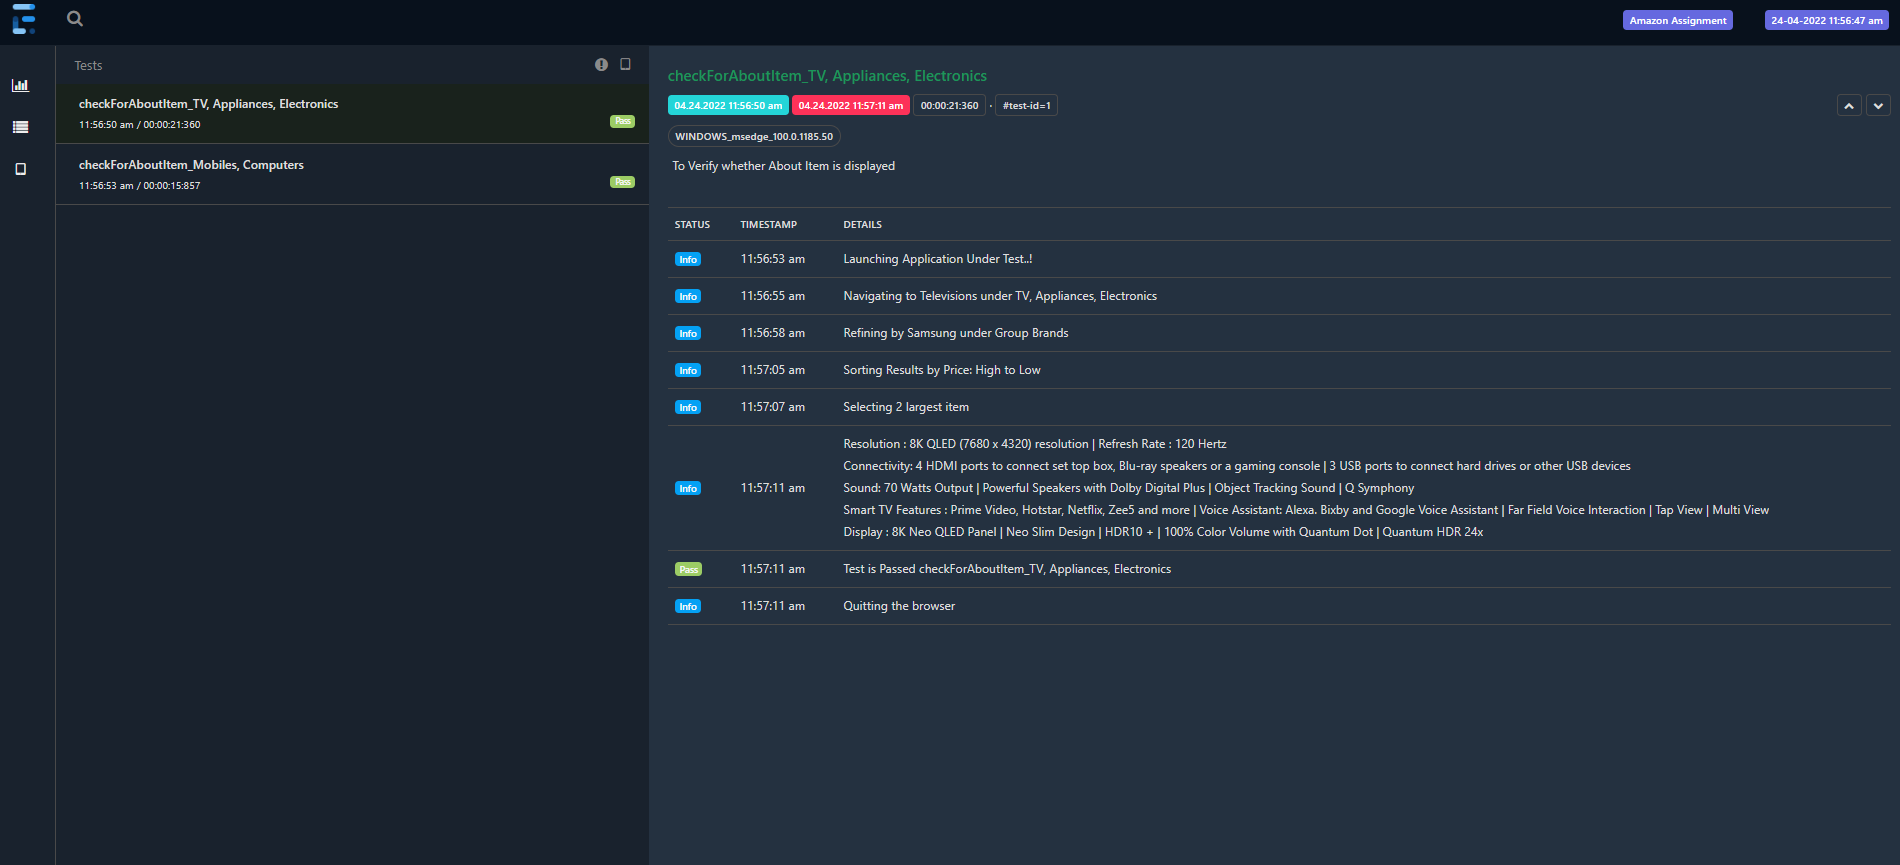 Amazon Assignment
24-04-2022 11:56:47 am
Tests
checkForAboutItem_TV, Appliances, Electronics
11:56:50 am / 00:00:21:360
Pass
checkForAboutItem_Mobiles, Computers
11:56:53 am / 00:00:15:857
Pass
checkForAboutItem_TV, Appliances, Electronics
04.24.2022 11:56:50 am 04.24.2022 11:57:11 am 00:00:21:360 · #test-id=1
WINDOWS_msedge_100.0.1185.50
To Verify whether About Item is displayed
STATUS TIMESTAMP DETAILS
Info 11:56:53 am Launching Application Under Test..!
Info 11:56:55 am Navigating to Televisions under TV, Appliances, Electronics
Info 11:56:58 am Refining by Samsung under Group Brands
Info 11:57:05 am Sorting Results by Price: High to Low
Info 11:57:07 am Selecting 2 largest item
Resolution : 8K QLED (7680 x 4320) resolution | Refresh Rate : 120 Hertz
Connectivity: 4 HDMI ports to connect set top box, Blu-ray speakers or a gaming console | 3 USB ports to connect hard drives or other USB devices
Info 11:57:11 am Sound: 70 Watts Output | Powerful Speakers with Dolby Digital Plus | Object Tracking Sound | Q Symphony
Smart TV Features : Prime Video, Hotstar, Netflix, Zee5 and more | Voice Assistant: Alexa. Bixby and Google Voice Assistant | Far Field Voice Interaction | Tap View | Multi View
Display : 8K Neo QLED Panel | Neo Slim Design | HDR10 + | 100% Color Volume with Quantum Dot | Quantum HDR 24x
Pass 11:57:11 am Test is Passed checkForAboutItem_TV, Appliances, Electronics
Info 11:57:11 am Quitting the browser